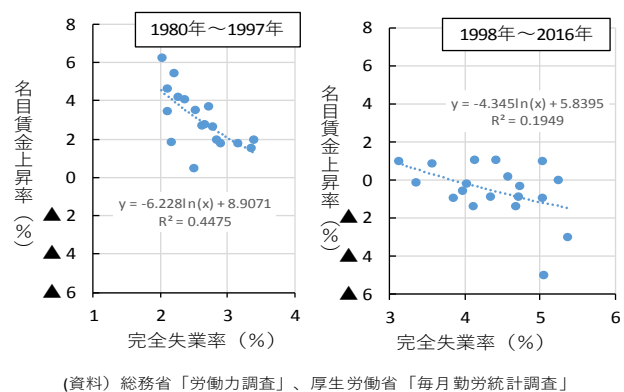 1980年～1997年
8
6
4
2
0
▲ 2
▲ 4
▲ 6
名目賃金上昇率（%）
y = -6.228ln(x) + 8.9071
R² = 0.4475
1
2
3
4
完全失業率（%）
1998年～2016年
8
6
4
2
0
▲ 2
▲ 4
▲ 6
名目賃金上昇率（%）
y = -4.345ln(x) + 5.8395
R² = 0.1949
3
4
5
6
完全失業率（%）
(資料）総務省「労働力調査」、厚生労働省「毎月勤労統計調査」